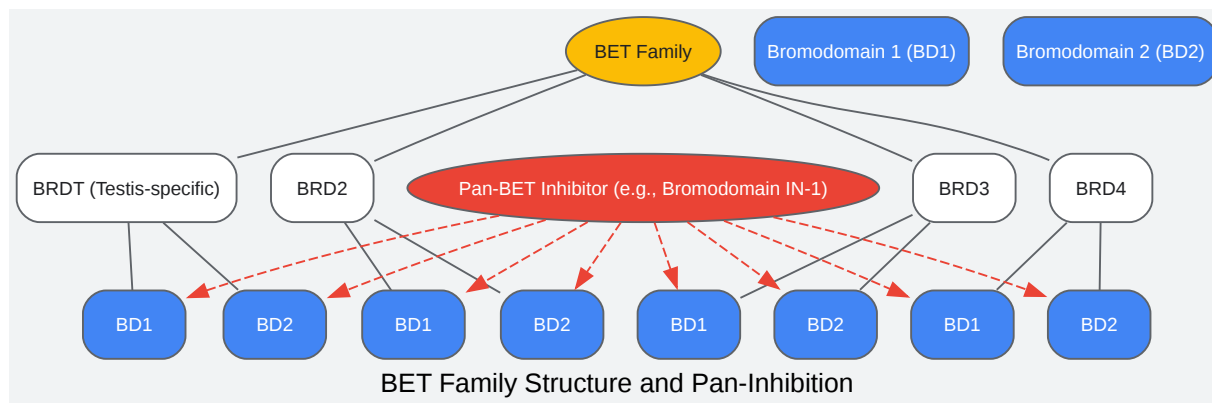 BET Family
Bromodomain 1 (BD1)
Bromodomain 2 (BD2)
BRDT (Testis-specific)
BRD2
Pan-BET Inhibitor (e.g., Bromodomain IN-1)
BRD3
BRD4
BD1
BD2
BD1
BD2
BD1
BD2
BD1
BD2
BET Family Structure and Pan-Inhibition